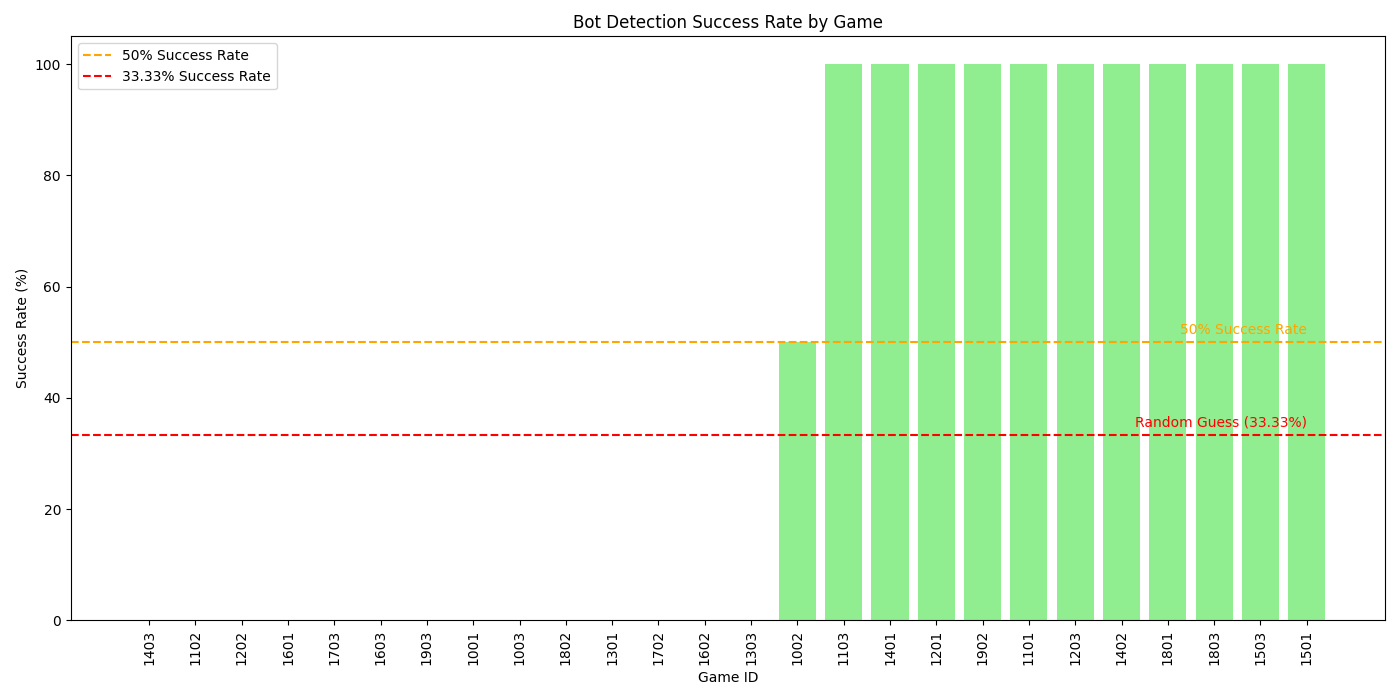 Bot Detection Success Rate by Game
50% Success Rate
33.33% Success Rate
Success Rate (%)
100
80
60
40
20
0
50% Success Rate
Random Guess (33.33%)
1403 1102 1202 1601 1703 1603 1903 1001 1003 1802 1301 1702 1602 1303 1002 1103 1401 1201 1902 1101 1203 1402 1801 1803 1503 1501
Game ID